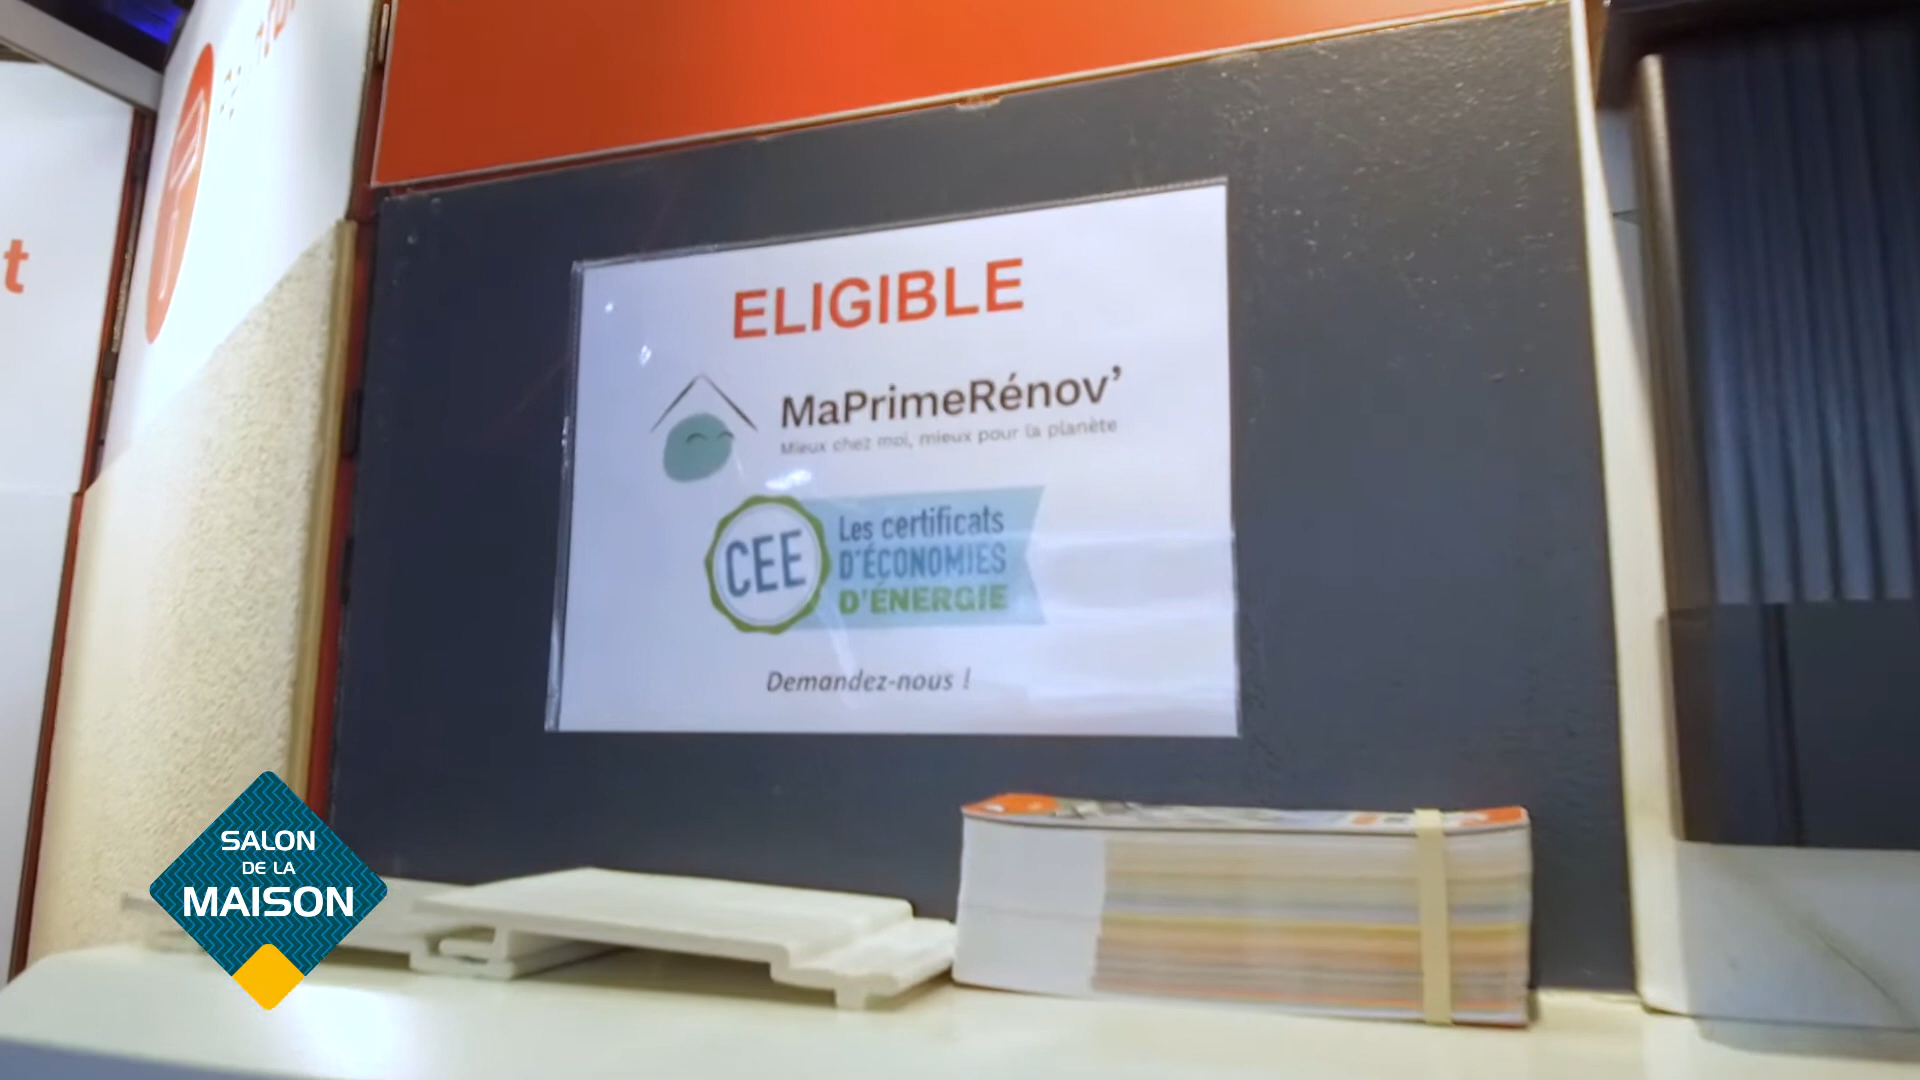 t
ELIGIBLE
MaPrimeRénov’
Mieux chez moi, mieux pour la planète
CEE
Les certificats
D'ÉCONOMIES
D'ÉNERGIE
Demandez-nous !
SALON
DE LA
MAISON